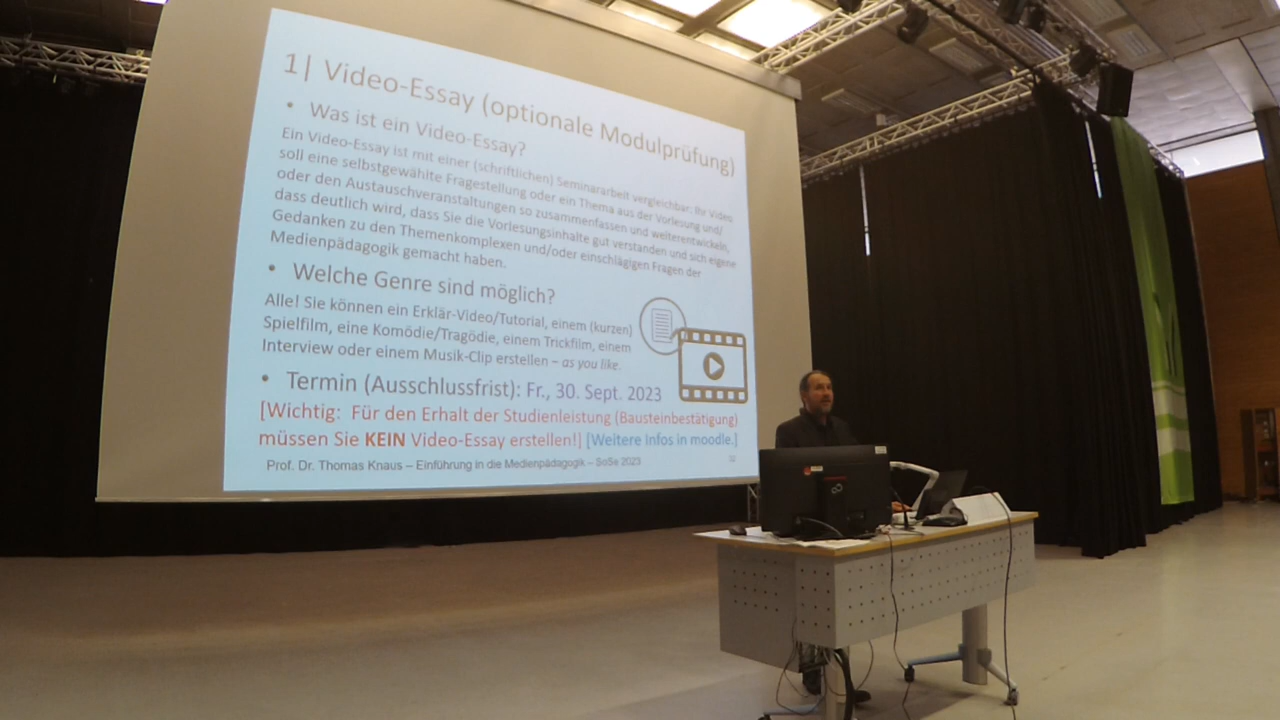 1| Video-Essay (optionale Modulprüfung)
• Was ist ein Video-Essay?
Ein Video-Essay ist mit einer (schriftlichen) Seminararbeit vergleichbar: Ihr Video
soll eine selbstgewählte Fragestellung oder ein Thema aus der Vorlesung und/
oder den Austauschveranstaltungen so zusammenfassen und weiterentwickeln,
dass deutlich wird, dass Sie die Vorlesungsinhalte gut verstanden und sich eigene
Gedanken zu den Themenkomplexen und/oder einschlägigen Fragen der
Medienpädagogik gemacht haben.
• Welche Genre sind möglich?
Alle! Sie können ein Erklär-Video/Tutorial, einem (kurzen)
Spielfilm, eine Komödie/Tragödie, einem Trickfilm, einem
Interview oder einem Musik-Clip erstellen – as you like.
• Termin (Ausschlussfrist): Fr., 30. Sept. 2023
[Wichtig: Für den Erhalt der Studienleistung (Bausteinbestätigung)
müssen Sie KEIN Video-Essay erstellen!] [Weitere Infos in moodle.]
Prof. Dr. Thomas Knaus – Einführung in die Medienpädagogik – SoSe 2023